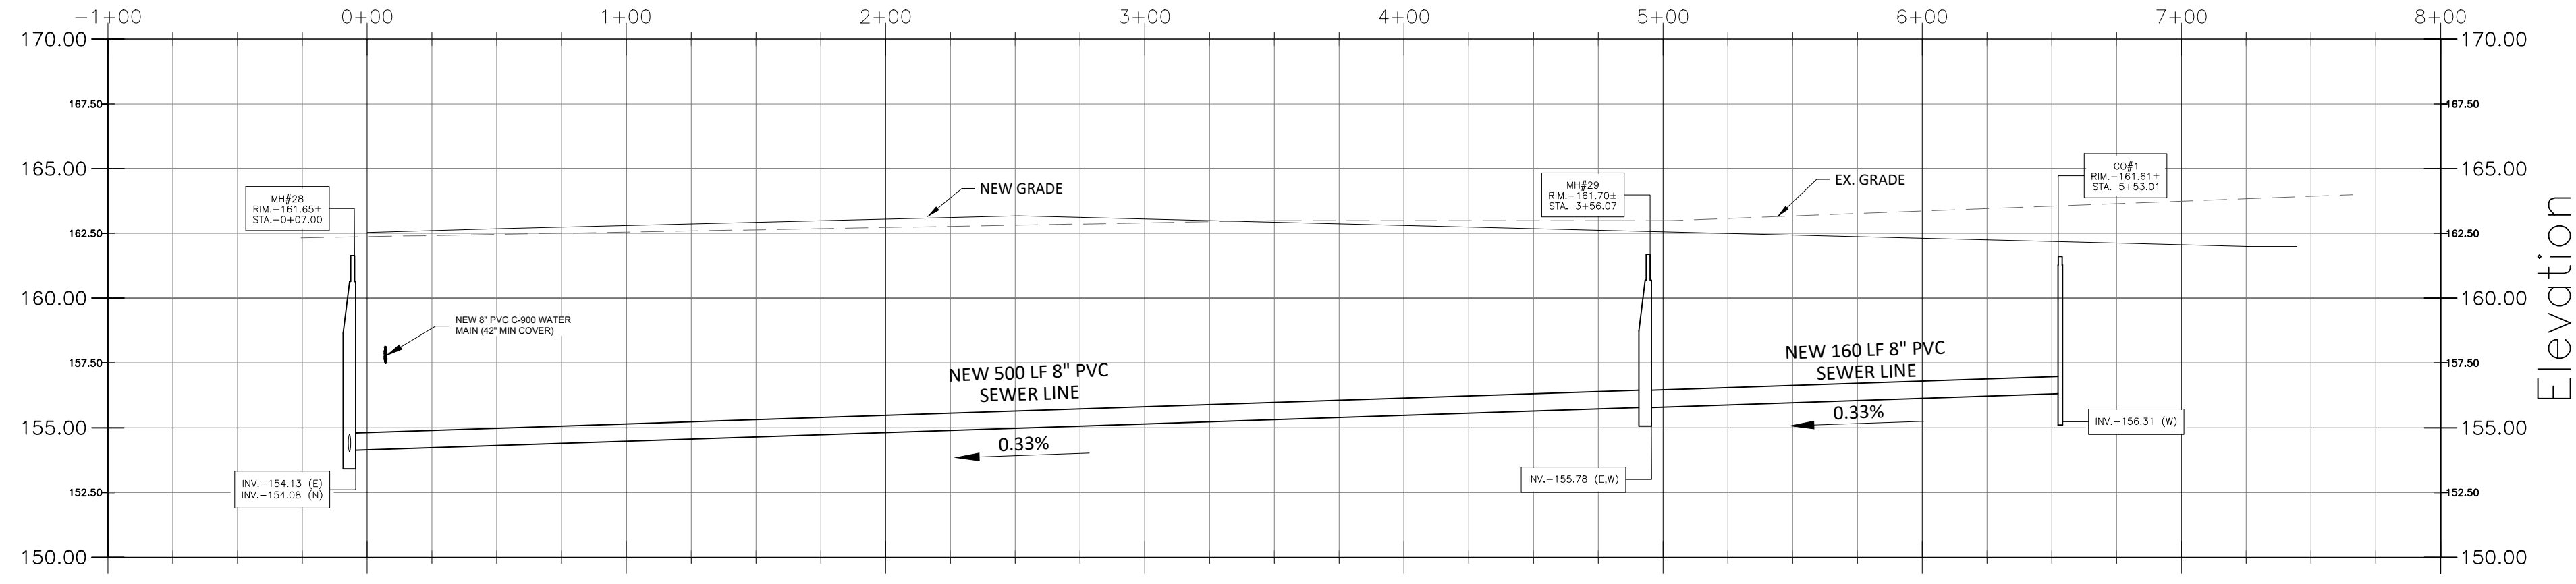 -1+00 0+00 1+00 2+00 3+00 4+00 5+00 6+00 7+00 8+00
170.00 170.00
167.50 167.50
165.00 165.00
CO#1
RIM.-161.61±
STA. 5+53.01
MH#29
RIM.-161.70±
STA. 3+56.07
EX. GRADE
NEW GRADE
MH#28
RIM.-161.65±
STA.-0+07.00
162.50 162.50
160.00 160.00
Elevation
NEW 8" PVC C-900 WATER
MAIN (42" MIN COVER)
157.50 157.50
NEW 500 LF 8" PVC
SEWER LINE
NEW 160 LF 8" PVC
SEWER LINE
0.33%
0.33%
155.00 155.00
INV.-156.31 (W)
INV.-154.13 (E)
INV.-154.08 (N)
INV.-155.78 (E,W)
152.50 152.50
150.00 150.00